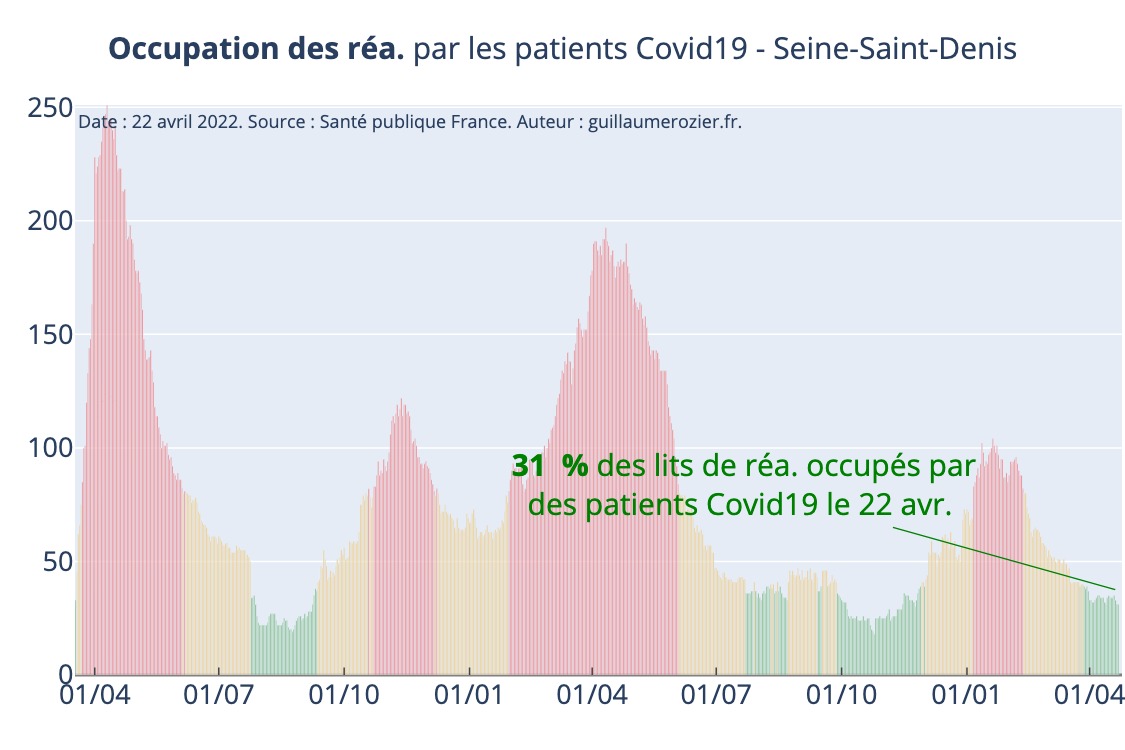 Occupation des réa. par les patients Covid19 - Seine-Saint-Denis
250
Date : 22 avril 2022. Source : Santé publique France. Auteur : guillaumerozier.fr.
200
150
100
31 % des lits de réa. occupés par
des patients Covid19 le 22 avr.
50
0
01/04 01/07 01/10 01/01 01/04 01/07 01/10 01/01 01/04